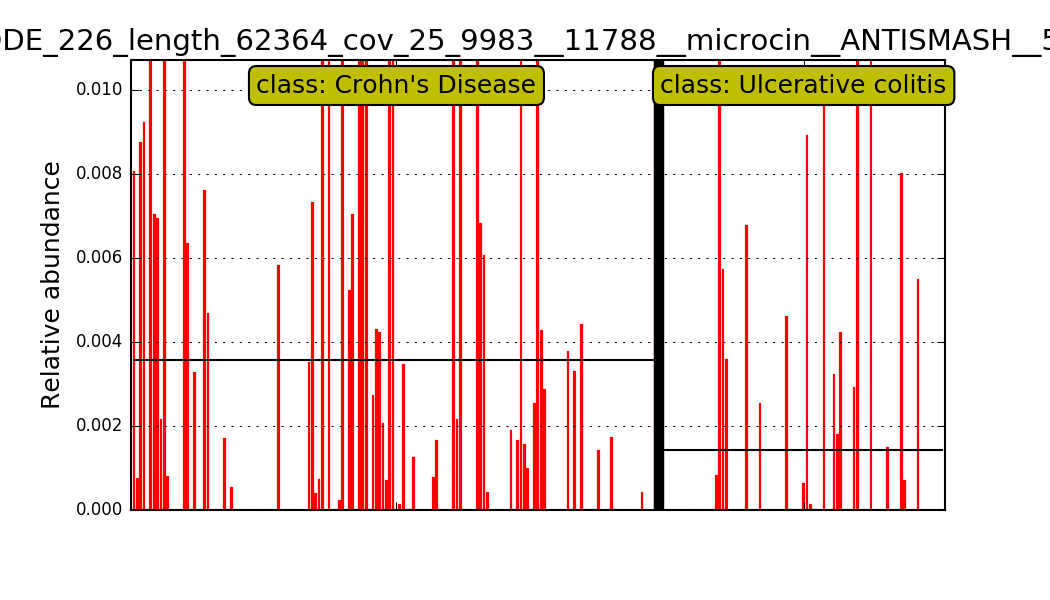 ODE_226_length_62364_cov_25_9983__11788__microcin__ANTISMASH__5
class: Crohn's Disease
class: Ulcerative colitis
Relative abundance
0.010
0.008
0.006
0.004
0.002
0.000